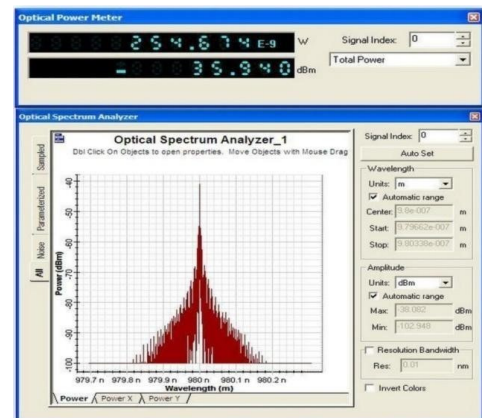 Optical Power Meter
254.674 E-9 W
Signal Index: 0
- 35.940 dBm
Total Power
Optical Spectrum Analyzer
Optical Spectrum Analyzer_1
Dbl Click On Objects to open properties. Move Objects with Mouse Drag
Signal Index: 0
Auto Set
Sampled
Parameterized
Noise
All
Wavelength
Units: m
Automatic range
Center: 9.8e-007 m
Start: 9.79662e-007 m
Stop: 9.80338e-007 m
Amplitude
Units: dBm
Automatic range
Max: -38.082 dBm
Min: -102.948 dBm
Resolution Bandwidth
Res: 0.01 nm
Invert Colors
Power (dBm)
-40
-50
-60
-70
-80
-90
-100
979.7 n 979.8 n 979.9 n 980 n 980.1 n 980.2 n
Wavelength (m)
Power Power X Power Y